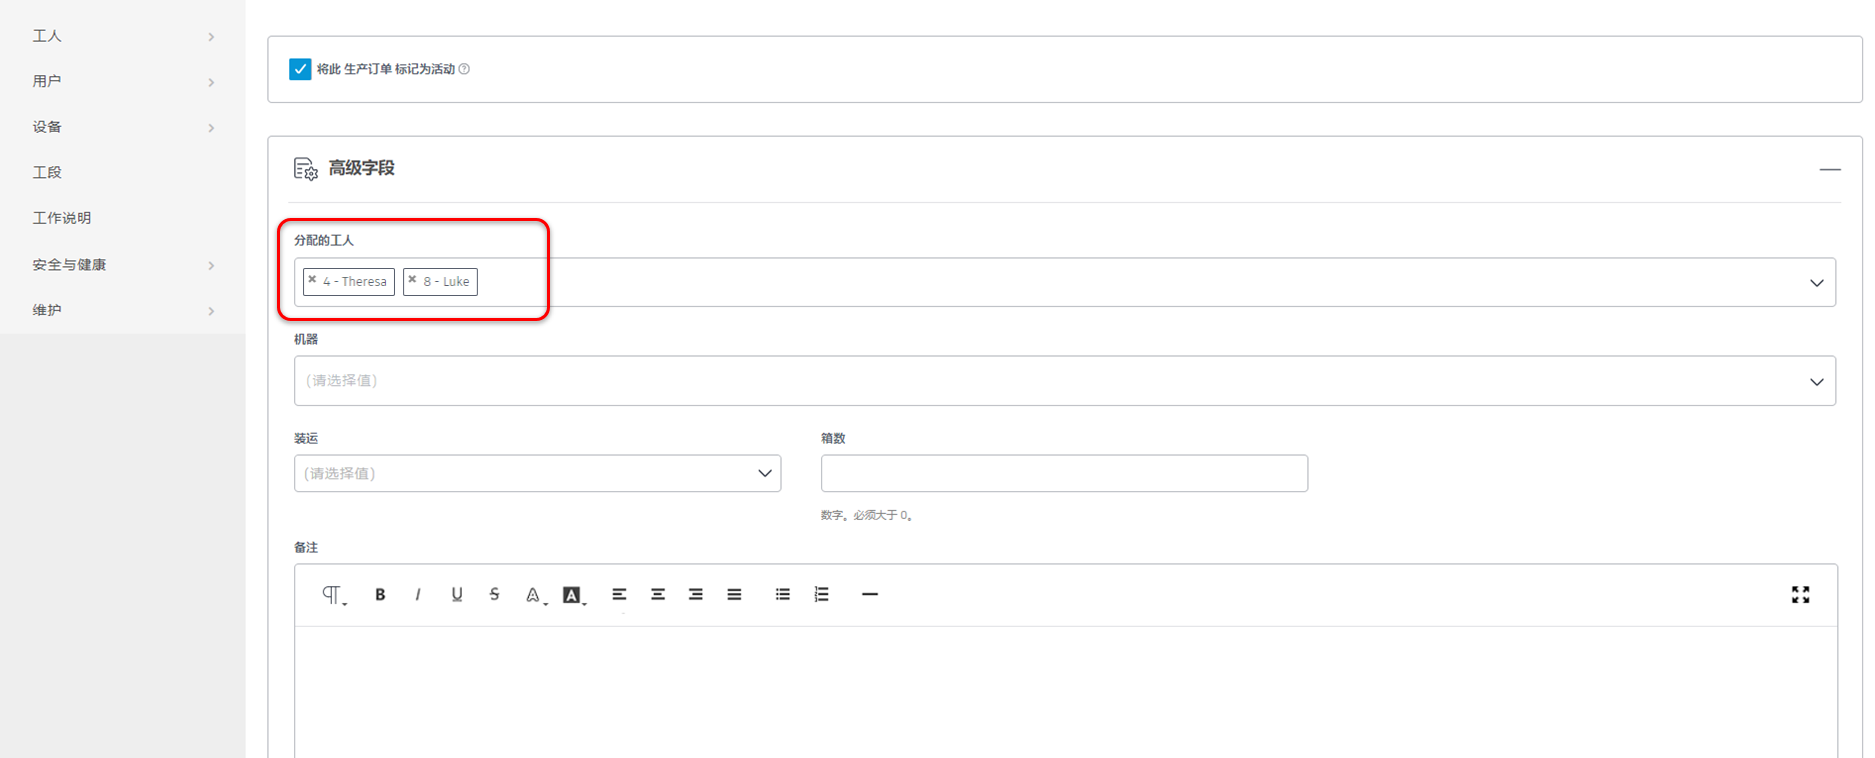 工人
用户
设备
工段
工作说明
安全与健康
维护
将此 生产订单 标记为活动
高级字段
分配的工人
× 4 - Theresa × 8 - Luke
机器
(请选择值)
装运
(请选择值)
箱数
数字。必须大于 0。
备注
B I U S A A